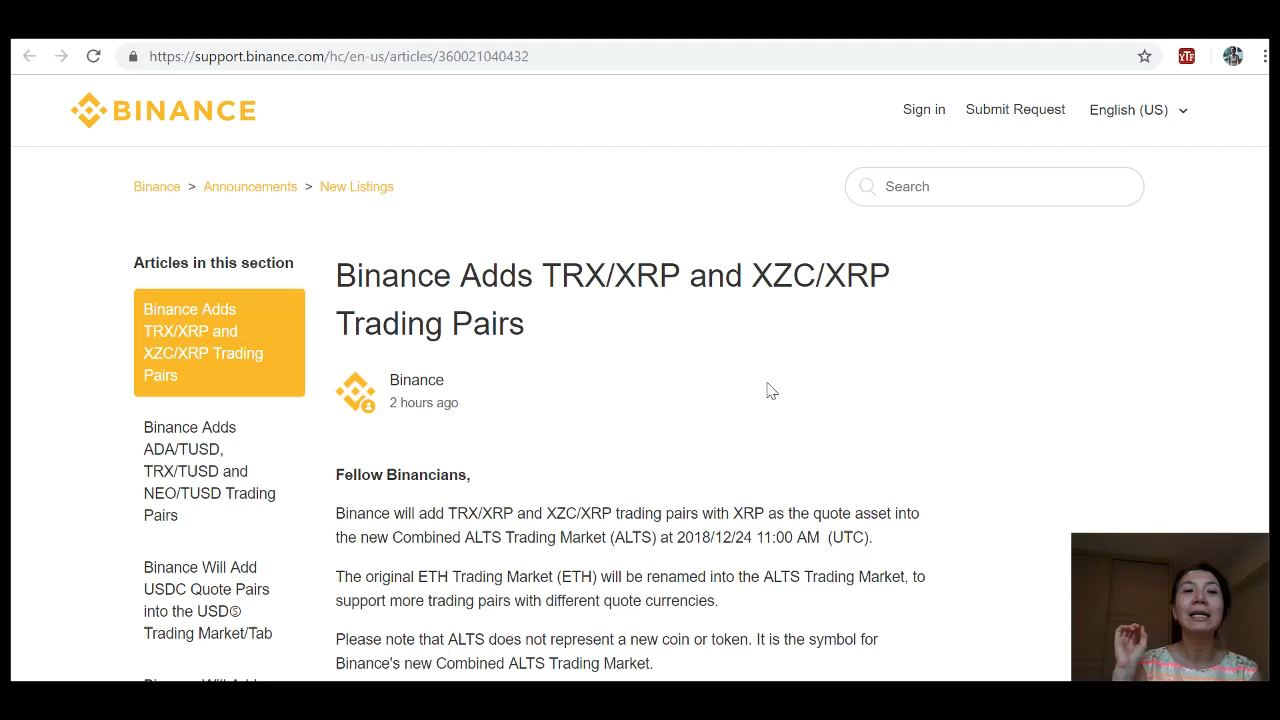 https://support.binance.com/hc/en-us/articles/360021040432
YTF
BINANCE
Sign in
Submit Request
English (US)
Binance > Announcements > New Listings
Search
Articles in this section
Binance Adds
TRX/XRP and
XZC/XRP Trading
Pairs
Binance Adds
ADA/TUSD,
TRX/TUSD and
NEO/TUSD Trading
Pairs
Binance Will Add
USDC Quote Pairs
into the USDⓈ
Trading Market/Tab
Binance Adds TRX/XRP and XZC/XRP
Trading Pairs
Binance
2 hours ago
Fellow Binancians,
Binance will add TRX/XRP and XZC/XRP trading pairs with XRP as the quote asset into
the new Combined ALTS Trading Market (ALTS) at 2018/12/24 11:00 AM (UTC).
The original ETH Trading Market (ETH) will be renamed into the ALTS Trading Market, to
support more trading pairs with different quote currencies.
Please note that ALTS does not represent a new coin or token. It is the symbol for
Binance's new Combined ALTS Trading Market.